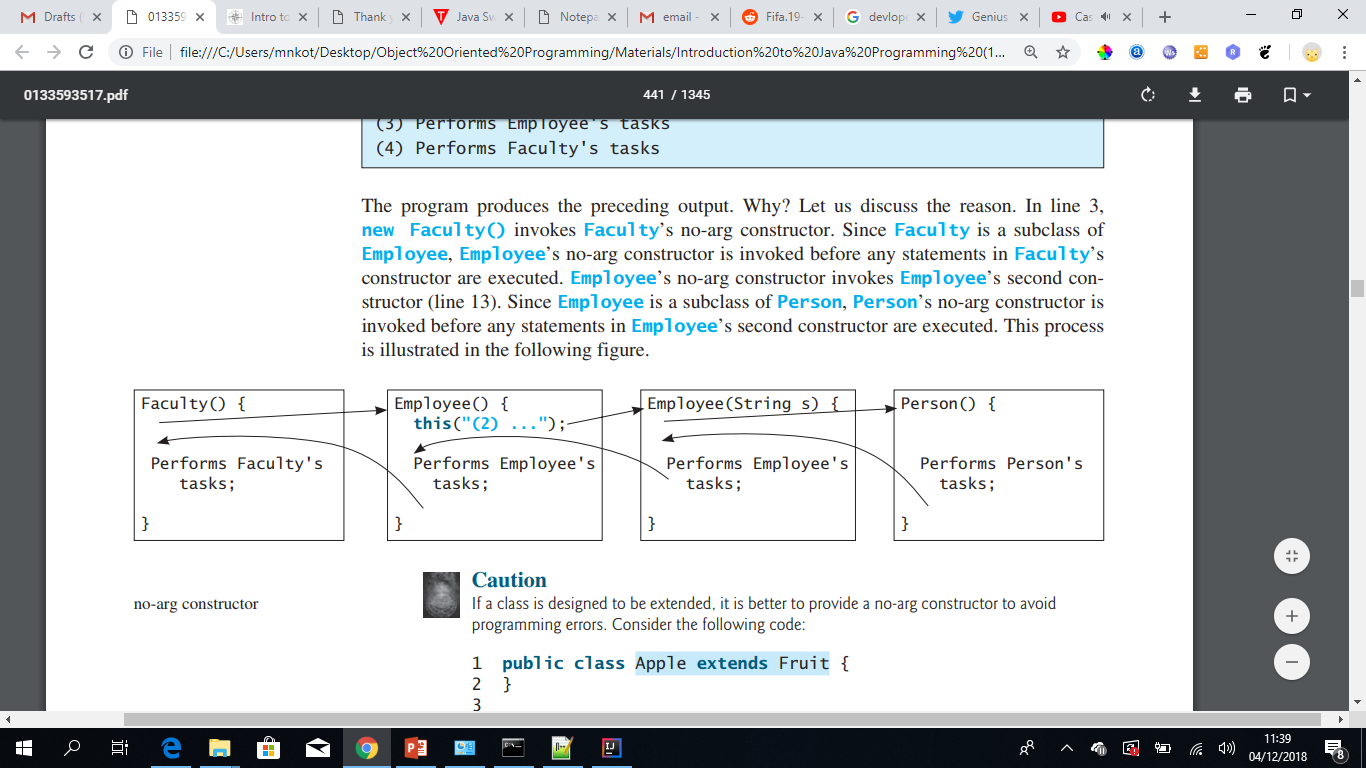 Drafts (
013359
Intro to
Thank y
Java Sw
Notepa
email -
Fifa.19-
devlope
Genius
Cas
File | file:///C:/Users/mnkot/Desktop/Object%20Oriented%20Programming/Materials/Introduction%20to%20Java%20Programming%20(1...
0133593517.pdf
441 / 1345
(3) Performs Employee's tasks
(4) Performs Faculty's tasks
The program produces the preceding output. Why? Let us discuss the reason. In line 3,
new Faculty() invokes Faculty's no-arg constructor. Since Faculty is a subclass of
Employee, Employee's no-arg constructor is invoked before any statements in Faculty's
constructor are executed. Employee's no-arg constructor invokes Employee's second con-
structor (line 13). Since Employee is a subclass of Person, Person's no-arg constructor is
invoked before any statements in Employee's second constructor are executed. This process
is illustrated in the following figure.
Faculty() {
Performs Faculty's
tasks;
}
Employee() {
this("(2) ...");
Performs Employee's
tasks;
}
Employee(String s) {
Performs Employee's
tasks;
}
Person() {
Performs Person's
tasks;
}
no-arg constructor
Caution
If a class is designed to be extended, it is better to provide a no-arg constructor to avoid
programming errors. Consider the following code:
1 public class Apple extends Fruit {
2 }
3
11:39
04/12/2018
8